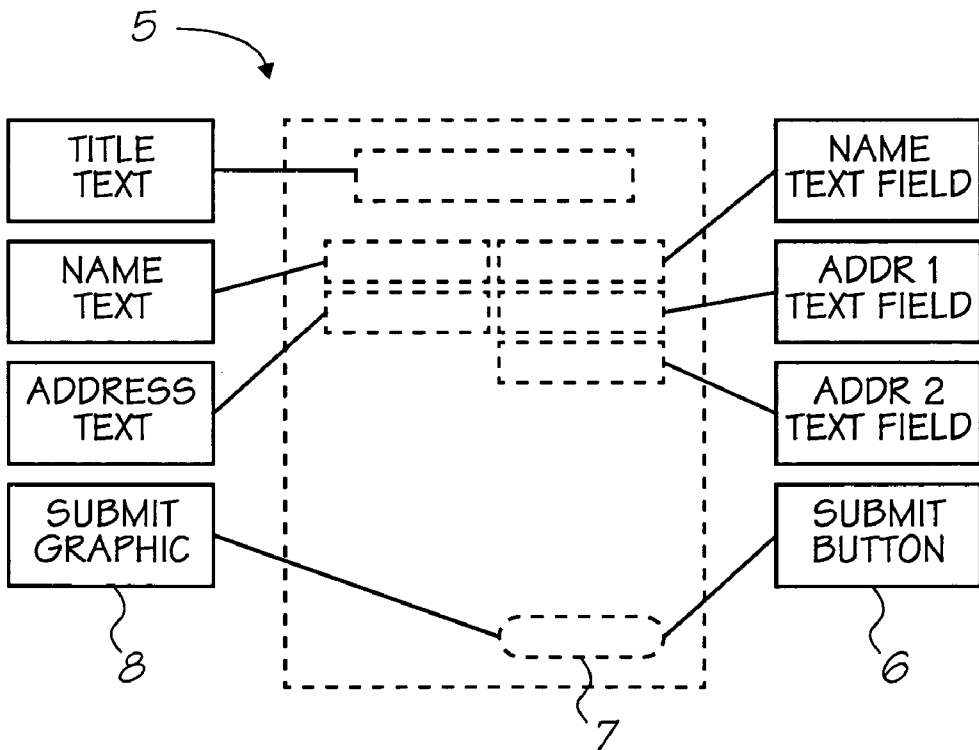 5
TITLE
TEXT
NAME
TEXT
ADDRESS
TEXT
SUBMIT
GRAPHIC
8
NAME
TEXT FIELD
ADDR 1
TEXT FIELD
ADDR 2
TEXT FIELD
SUBMIT
BUTTON
6
7